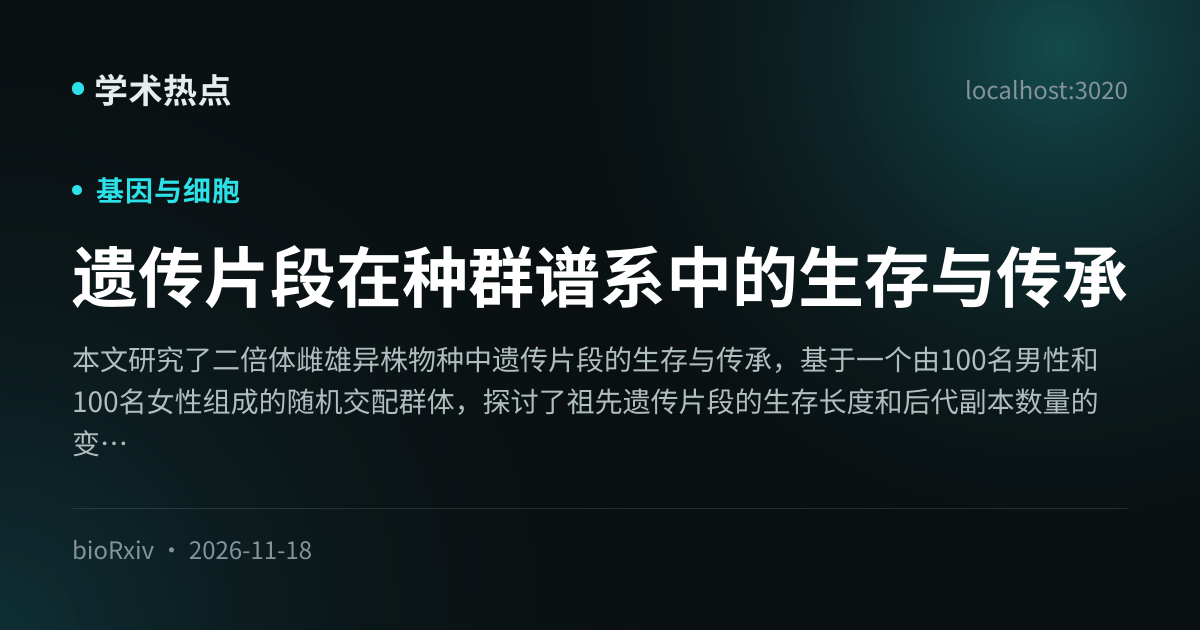 学术热点
localhost:3020
基因与细胞
遗传片段在种群谱系中的生存与传承
本文研究了二倍体雌雄异株物种中遗传片段的生存与传承，基于一个由100名男性和
100名女性组成的随机交配群体，探讨了祖先遗传片段的生存长度和后代副本数量的
变…
bioRxiv • 2026-11-18